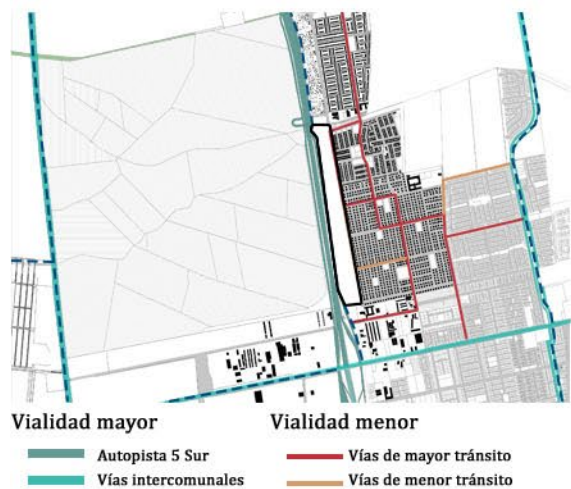 Vialidad mayor
Vialidad menor
Autopista 5 Sur
Vías de mayor tránsito
Vías intercomunales
Vías de menor tránsito